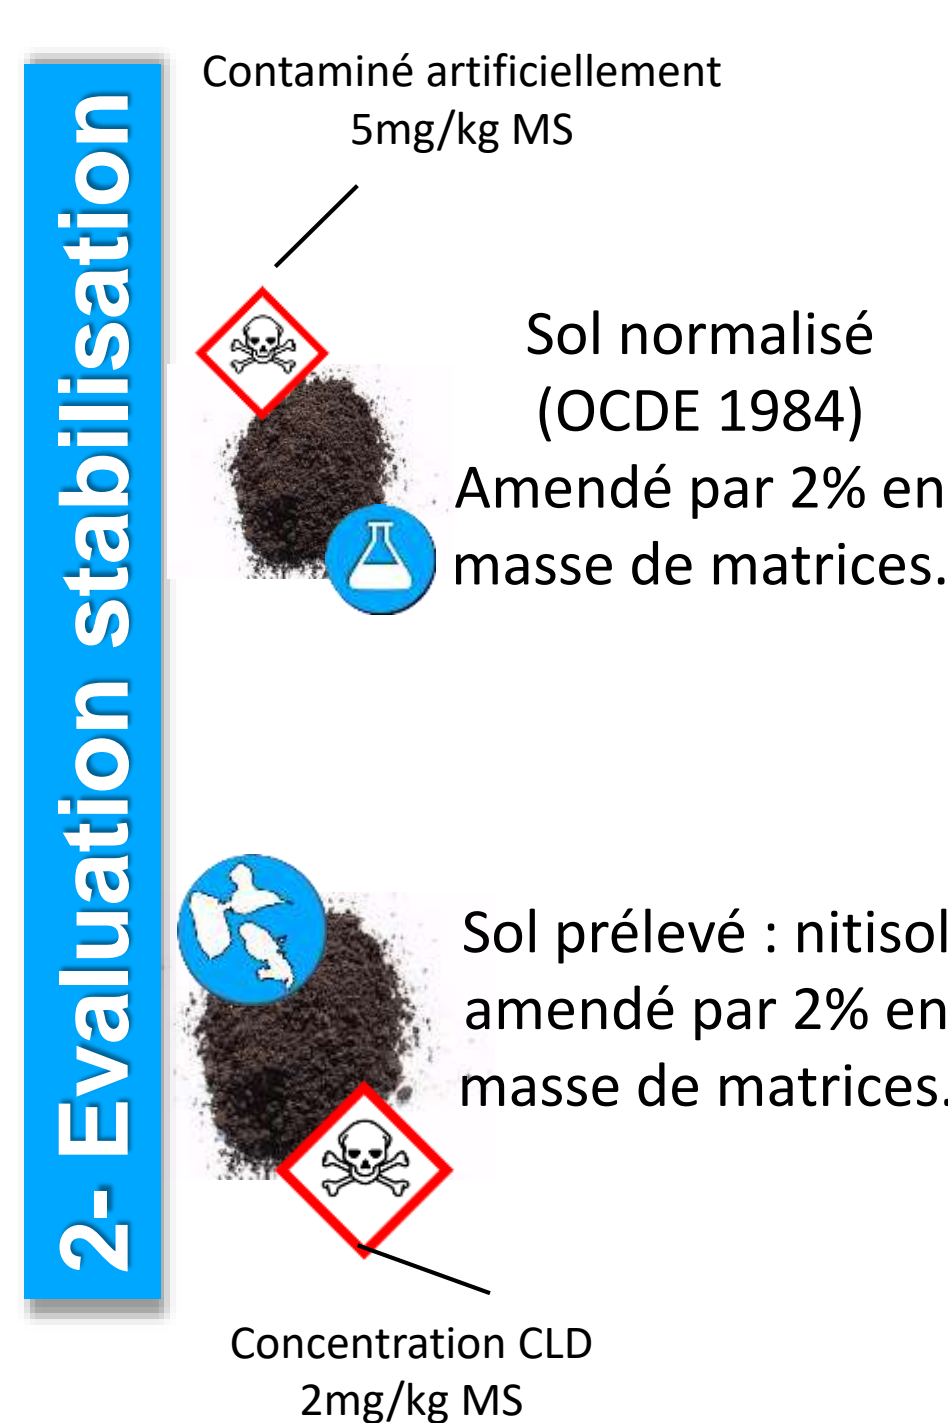 2- Evaluation stabilisation
Contaminé artificiellement
5mg/kg MS
Sol normalisé
(OCDE 1984)
Amendé par 2% en
masse de matrices.
Sol prélevé : nitisol
amendé par 2% en
masse de matrices.
Concentration CLD
2mg/kg MS